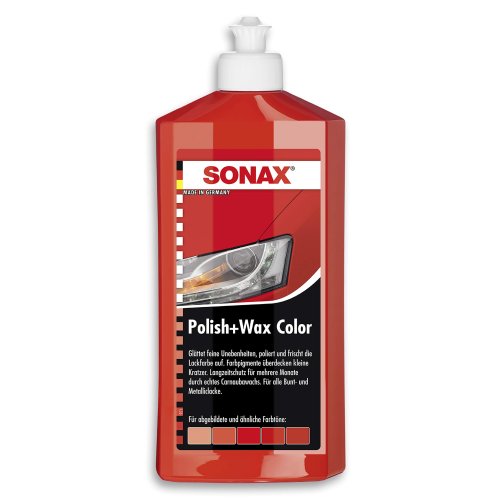 SONAX®
MADE IN GERMANY
Polish+Wax Color
Glättet feine Unebenheiten, poliert und frischt die
Lackfarbe auf. Farbpigmente überdecken kleine
Kratzer. Langzeitschutz für mehrere Monate
durch echtes Carnaubawachs. Für alle Bunt- und
Metalliclacke.
Für abgebildete und ähnliche Farbtöne: